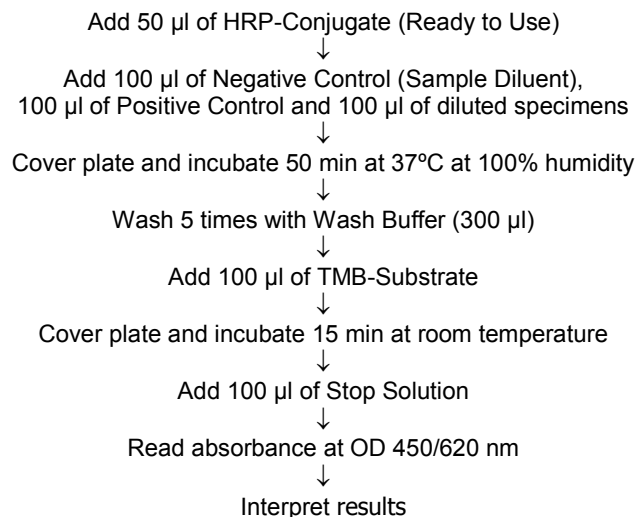 Add 50 µl of HRP-Conjugate (Ready to Use)
↓
Add 100 µl of Negative Control (Sample Diluent),
100 µl of Positive Control and 100 µl of diluted specimens
↓
Cover plate and incubate 50 min at 37ºC at 100% humidity
↓
Wash 5 times with Wash Buffer (300 µl)
↓
Add 100 µl of TMB-Substrate
↓
Cover plate and incubate 15 min at room temperature
↓
Add 100 µl of Stop Solution
↓
Read absorbance at OD 450/620 nm
↓
Interpret results